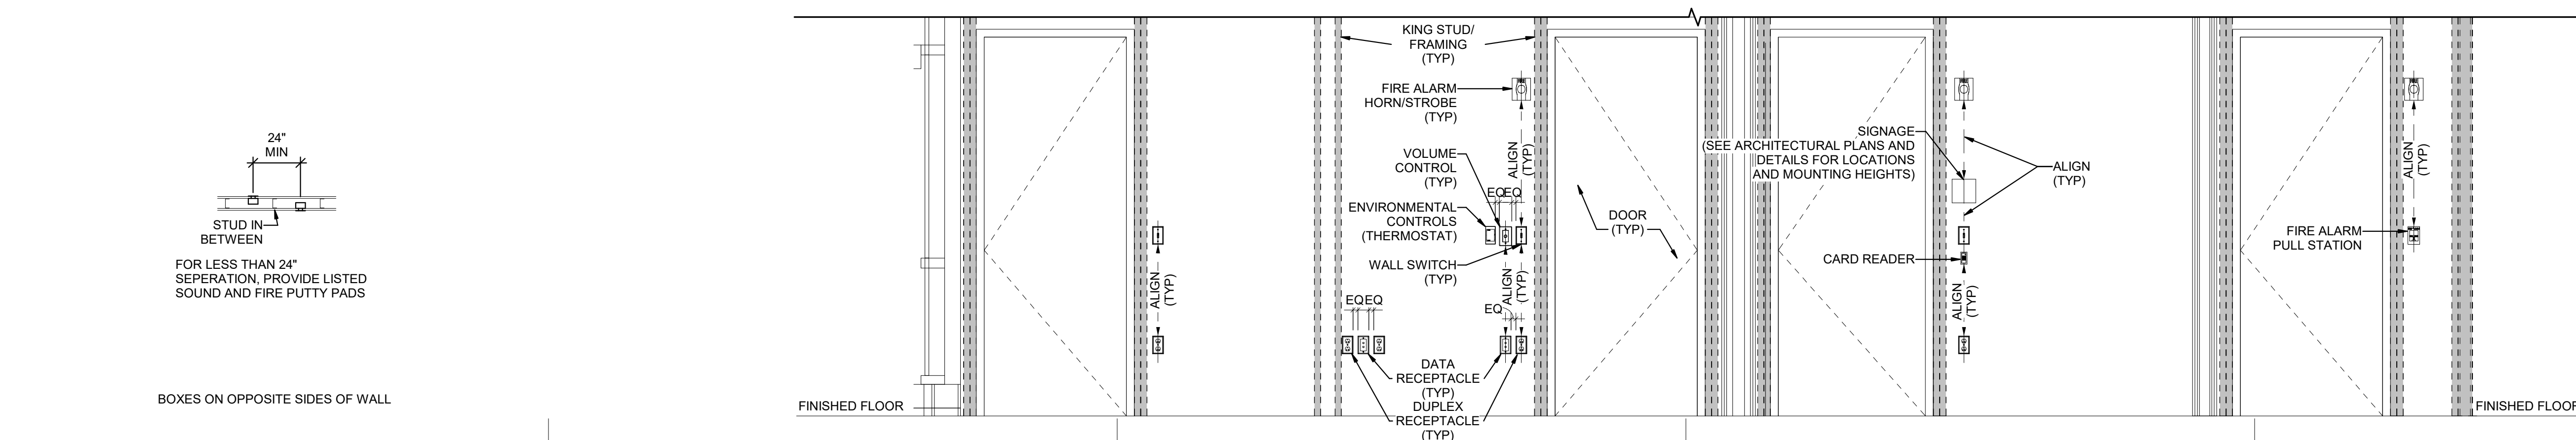 24"
MIN
STUD IN
BETWEEN
FOR LESS THAN 24"
SEPERATION, PROVIDE LISTED
SOUND AND FIRE PUTTY PADS
BOXES ON OPPOSITE SIDES OF WALL
FINISHED FLOOR
ALIGN
(TYP)
KING STUD/
FRAMING
(TYP)
FIRE ALARM
HORN/STROBE
(TYP)
VOLUME
CONTROL
(TYP)
ENVIRONMENTAL
CONTROLS
(THERMOSTAT)
WALL SWITCH
(TYP)
EQ EQ
DATA
RECEPTACLE
(TYP)
DUPLEX
RECEPTACLE
(TYP)
ALIGN
(TYP)
EQ EQ
ALIGN
ALIGN
(TYP)
EQ
DOOR
(TYP)
SIGNAGE
(SEE ARCHITECTURAL PLANS AND
DETAILS FOR LOCATIONS
AND MOUNTING HEIGHTS)
CARD READER
ALIGN
(TYP)
ALIGN
(TYP)
FIRE ALARM
PULL STATION
ALIGN
(TYP)
FINISHED FLOOR